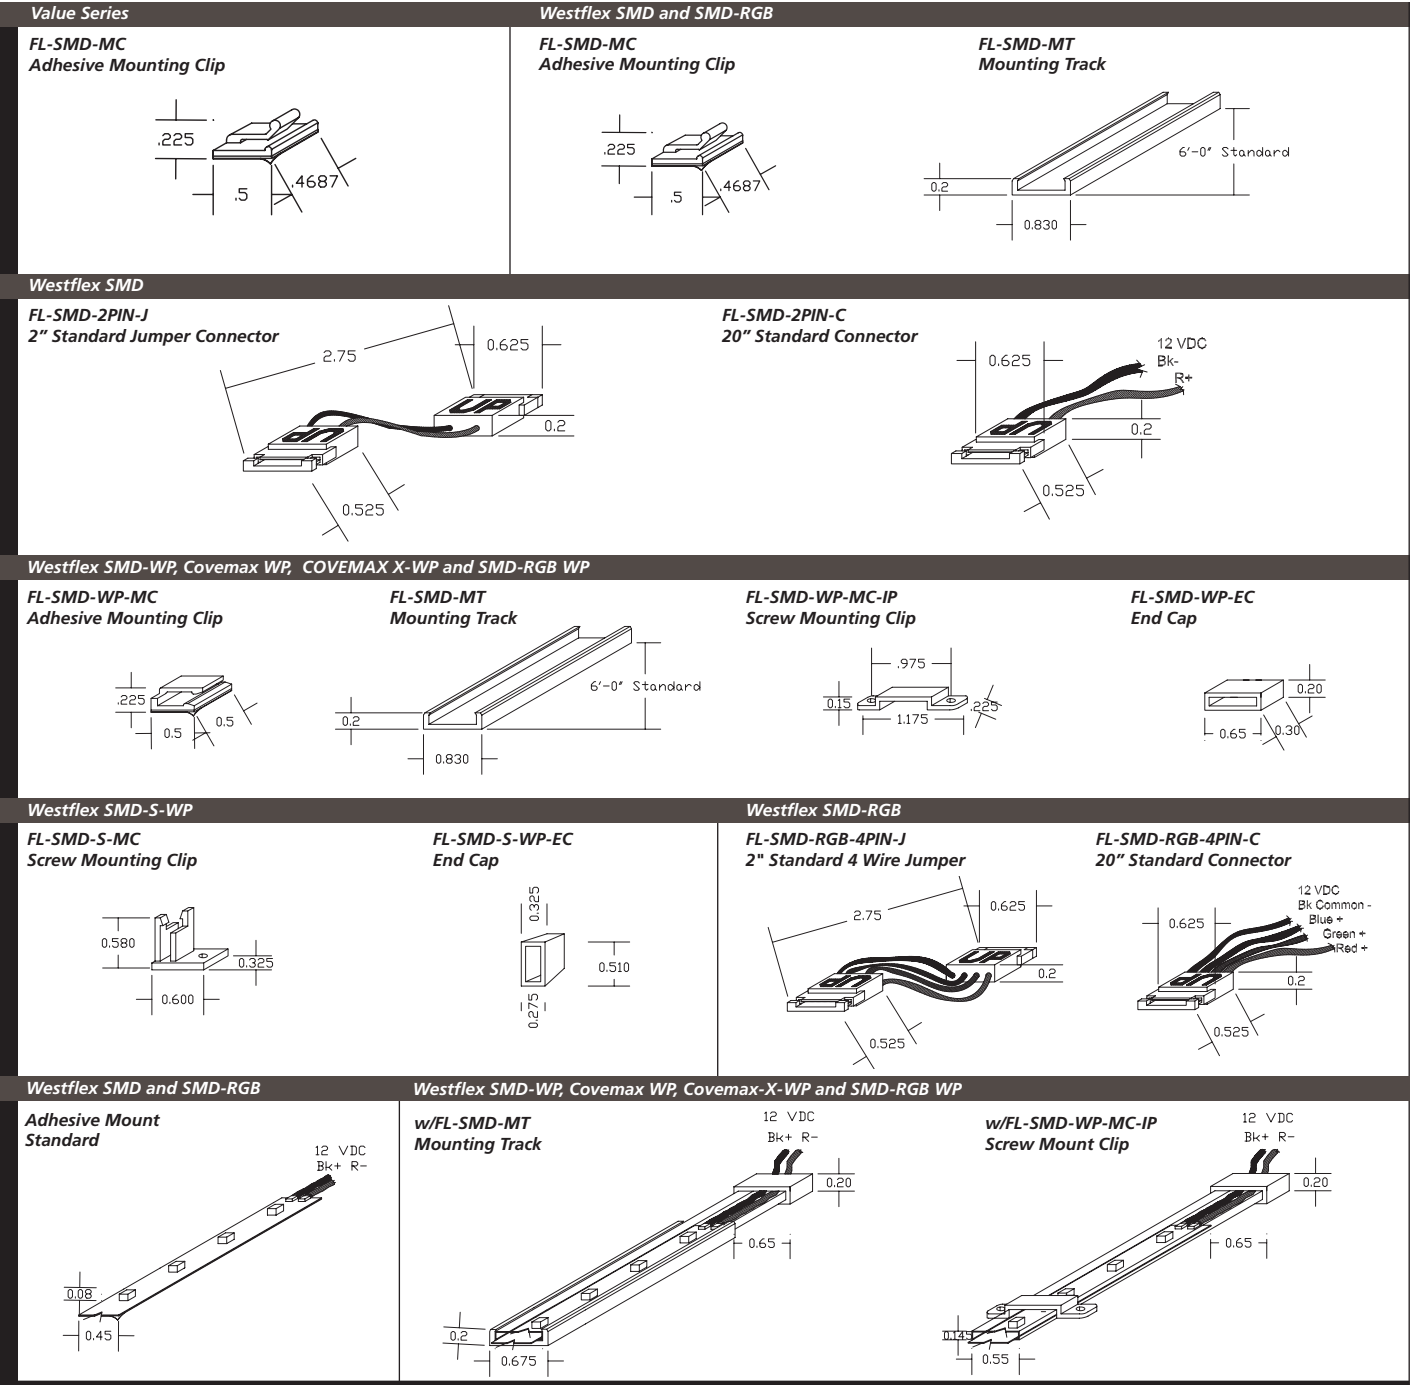 Value Series
Westflex SMD and SMD-RGB
FL-SMD-MC
Adhesive Mounting Clip
.225
.5
.4687
FL-SMD-MC
Adhesive Mounting Clip
.225
.5
.4687
FL-SMD-MT
Mounting Track
6'-0" Standard
0.2
0.830
Westflex SMD
FL-SMD-2PIN-J
2” Standard Jumper Connector
2.75
0.625
UP
0.2
UP
0.525
FL-SMD-2PIN-C
20” Standard Connector
12 VDC
Bk-
R+
0.625
UP
0.2
0.525
Westflex SMD-WP, Covemax WP, COVEMAX X-WP and SMD-RGB WP
FL-SMD-WP-MC
Adhesive Mounting Clip
.225
0.5
0.5
FL-SMD-MT
Mounting Track
6'-0" Standard
0.2
0.830
FL-SMD-WP-MC-IP
Screw Mounting Clip
.975
0.15
.225
1.175
FL-SMD-WP-EC
End Cap
0.20
0.65
0.30
Westflex SMD-S-WP
Westflex SMD-RGB
FL-SMD-S-MC
Screw Mounting Clip
0.580
0.325
0.600
FL-SMD-S-WP-EC
End Cap
0.325
0.510
0.275
FL-SMD-RGB-4PIN-J
2" Standard 4 Wire Jumper
2.75
0.625
UP
0.2
UP
0.525
FL-SMD-RGB-4PIN-C
20” Standard Connector
12 VDC
Bk Common -
Blue +
Green +
Red +
0.625
UP
0.2
0.525
Westflex SMD and SMD-RGB
Westflex SMD-WP, Covemax WP, Covemax-X-WP and SMD-RGB WP
Adhesive Mount
Standard
12 VDC
Bk+ R-
0.08
0.45
w/FL-SMD-MT
Mounting Track
12 VDC
Bk+ R-
0.20
0.65
0.2
0.675
w/FL-SMD-WP-MC-IP
Screw Mount Clip
12 VDC
Bk+ R-
0.20
0.65
0.145
0.55